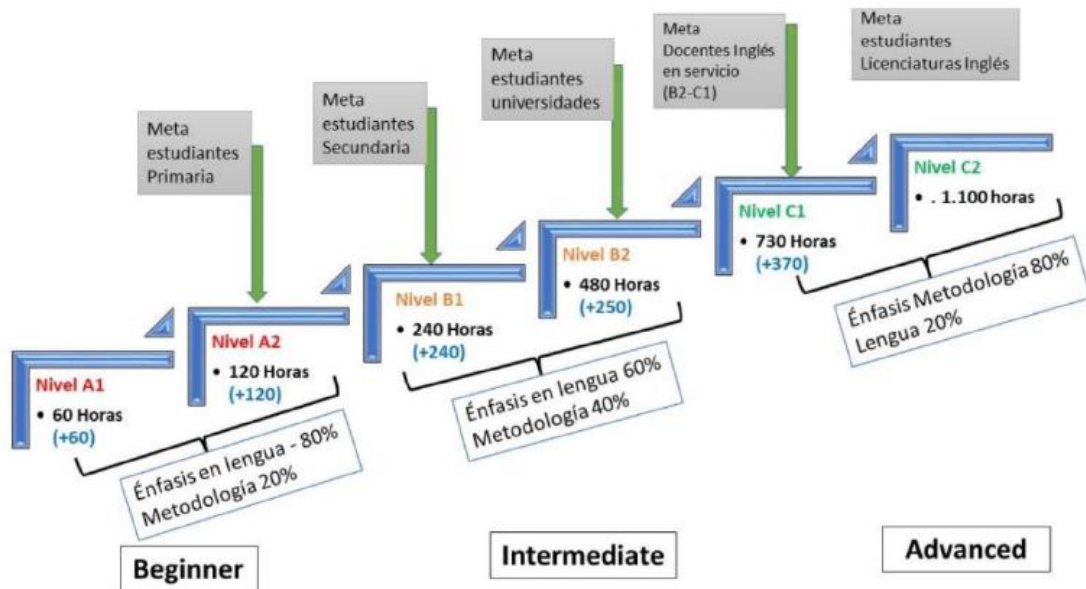 Meta
estudiantes
Primaria
Meta
estudiantes
Secundaria
Meta
estudiantes
universidades
Meta
Docentes Inglés
en servicio
(B2-C1)
Meta
estudiantes
Licenciaturas Inglés
Nivel A1
• 60 Horas
(+60)
Nivel A2
• 120 Horas
(+120)
Nivel B1
• 240 Horas
(+240)
Nivel B2
• 480 Horas
(+250)
Nivel C1
• 730 Horas
(+370)
Nivel C2
• . 1.100 horas
Énfasis en lengua - 80%
Metodología 20%
Énfasis en lengua 60%
Metodología 40%
Énfasis Metodología 80%
Lengua 20%
Beginner
Intermediate
Advanced